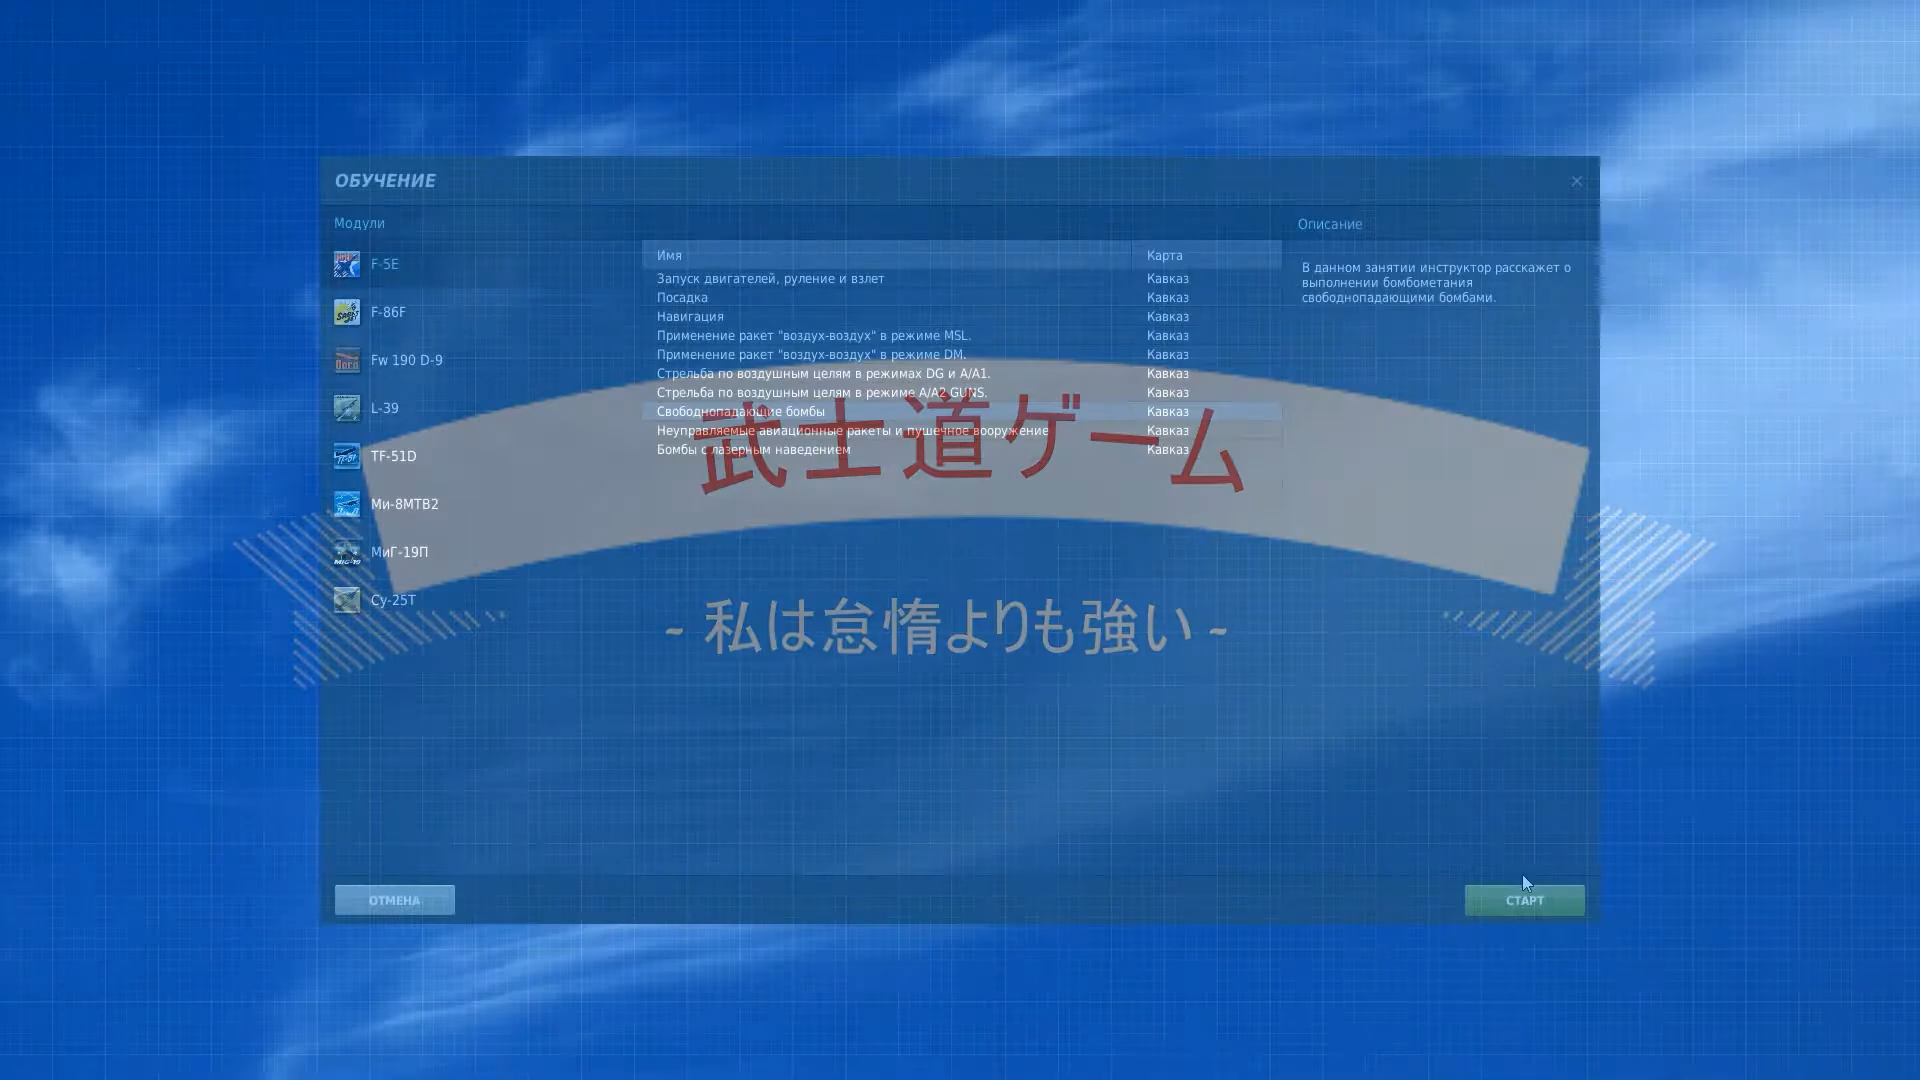 ОБУЧЕНИЕ
Модули
F-5E
F-86F
Fw 190 D-9
L-39
TF-51D
Ми-8МТВ2
МиГ-19П
Су-25Т
Имя Карта
Запуск двигателей, руление и взлет Кавказ
Посадка Кавказ
Навигация Кавказ
Применение ракет "воздух-воздух" в режиме MSL. Кавказ
Применение ракет "воздух-воздух" в режиме DM. Кавказ
Стрельба по воздушным целям в режимах DG и A/A1. Кавказ
Стрельба по воздушным целям в режиме A/A2 GUNS. Кавказ
Свободнопадающие бомбы Кавказ
Неуправляемые авиационные ракеты и пушечное вооружение Кавказ
Бомбы с лазерным наведением Кавказ
Описание
В данном занятии инструктор расскажет о
выполнении бомбометания
свободнопадающими бомбами.
武士道ゲーム
~ 私は怠惰よりも強い ~
ОТМЕНА
СТАРТ